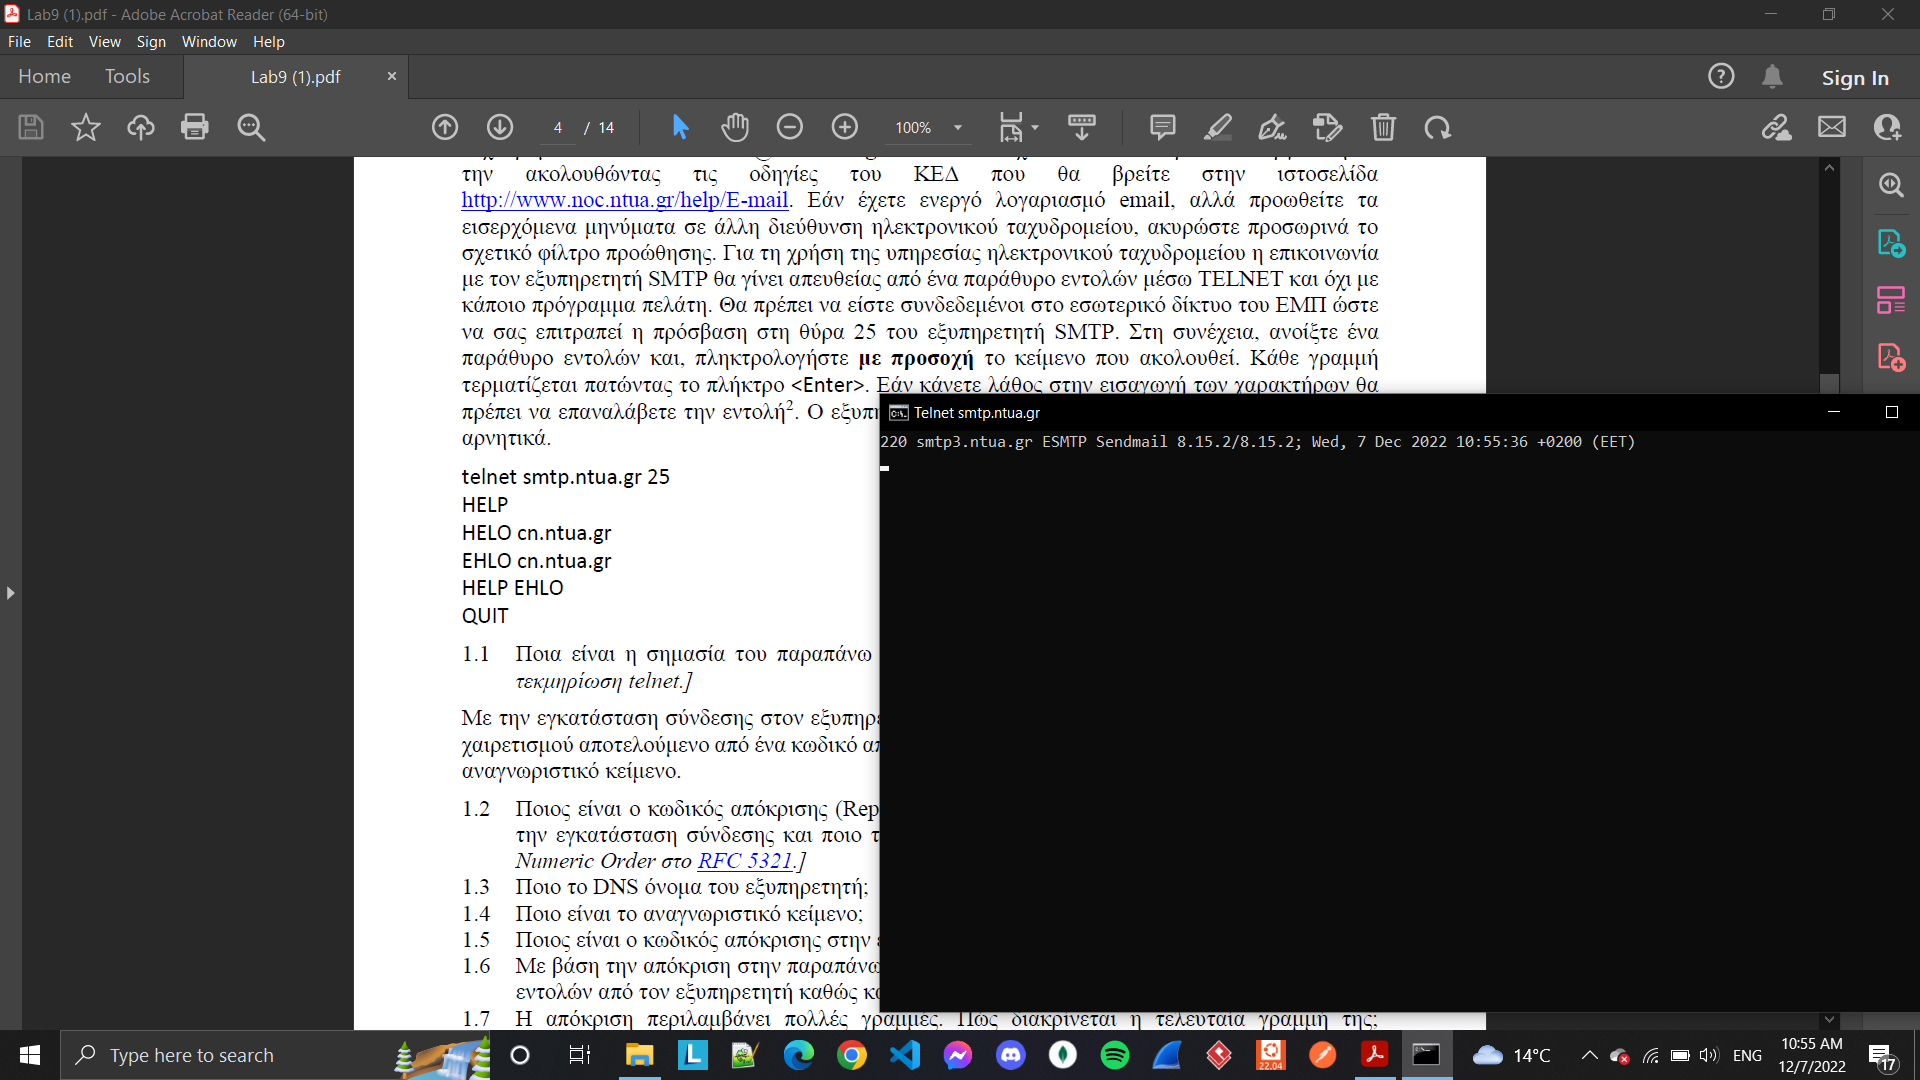 Lab9 (1).pdf - Adobe Acrobat Reader (64-bit)
File Edit View Sign Window Help
Home Tools Lab9 (1).pdf × Sign In
4 / 14 100%
την ακολουθώντας τις οδηγίες του ΚΕΔ που θα βρείτε στην ιστοσελίδα
http://www.noc.ntua.gr/help/E-mail. Εάν έχετε ενεργό λογαριασμό email, αλλά προωθείτε τα
εισερχόμενα μηνύματα σε άλλη διεύθυνση ηλεκτρονικού ταχυδρομείου, ακυρώστε προσωρινά το
σχετικό φίλτρο προώθησης. Για τη χρήση της υπηρεσίας ηλεκτρονικού ταχυδρομείου η επικοινωνία
με τον εξυπηρετητή SMTP θα γίνει απευθείας από ένα παράθυρο εντολών μέσω TELNET και όχι με
κάποιο πρόγραμμα πελάτη. Θα πρέπει να είστε συνδεδεμένοι στο εσωτερικό δίκτυο του ΕΜΠ ώστε
να σας επιτραπεί η πρόσβαση στη θύρα 25 του εξυπηρετητή SMTP. Στη συνέχεια, ανοίξτε ένα
παράθυρο εντολών και, πληκτρολογήστε με προσοχή το κείμενο που ακολουθεί. Κάθε γραμμή
τερματίζεται πατώντας το πλήκτρο <Enter>. Εάν κάνετε λάθος στην εισαγωγή των χαρακτήρων θα
πρέπει να επαναλάβετε την εντολή². Ο εξυπ
αρνητικά.
telnet smtp.ntua.gr 25
HELP
HELO cn.ntua.gr
EHLO cn.ntua.gr
HELP EHLO
QUIT
1.1 Ποια είναι η σημασία του παραπάνω
τεκμηρίωση telnet.]
Με την εγκατάσταση σύνδεσης στον εξυπηρε
χαιρετισμού αποτελούμενο από ένα κωδικό απ
αναγνωριστικό κείμενο.
1.2 Ποιος είναι ο κωδικός απόκρισης (Rep
την εγκατάσταση σύνδεσης και ποιο τ
Numeric Order στο RFC 5321.]
1.3 Ποιο το DNS όνομα του εξυπηρετητή;
1.4 Ποιο είναι το αναγνωριστικό κείμενο;
1.5 Ποιος είναι ο κωδικός απόκρισης στην ε
1.6 Με βάση την απόκριση στην παραπάνω
εντολών από τον εξυπηρετητή καθώς κα
1.7 Η απόκριση περιλαμβάνει πολλές γραμμές. Πώς διακρίνεται η τελευταία γραμμή της;
Telnet smtp.ntua.gr
220 smtp3.ntua.gr ESMTP Sendmail 8.15.2/8.15.2; Wed, 7 Dec 2022 10:55:36 +0200 (EET)
Type here to search
22.04
14°C ENG
10:55 AM
12/7/2022
17